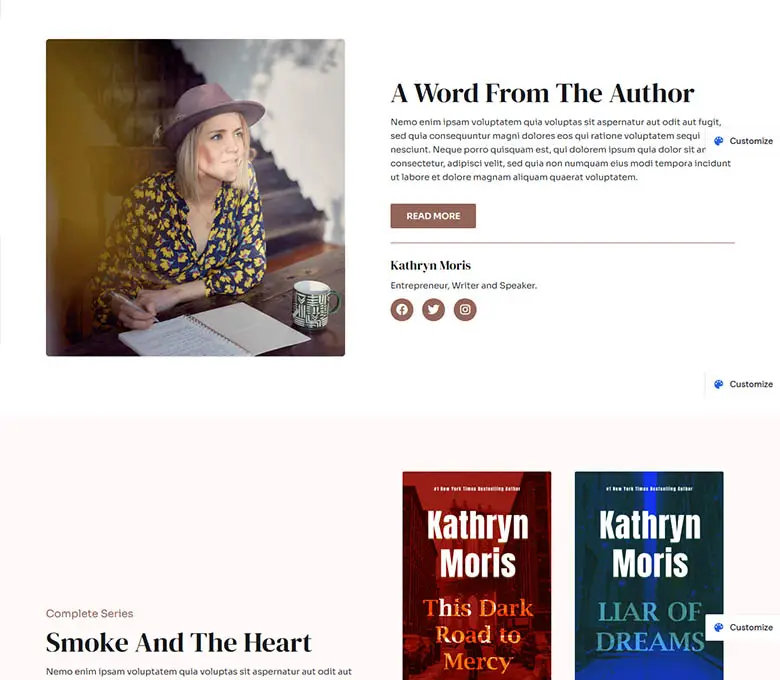 A Word From The Author
Nemo enim ipsam voluptatem quia voluptas sit aspernatur aut odit aut fugit,
sed quia consequuntur magni dolores eos qui ratione voluptatem sequi
nesciunt. Neque porro quisquam est, qui dolorem ipsum quia dolor sit
consectetur, adipisci velit, sed quia non numquam eius modi tempora incidunt
ut labore et dolore magnam aliquam quaerat voluptatem.
Customize
READ MORE
Kathryn Moris
Entrepreneur, Writer and Speaker.
Customize
Complete Series
Smoke And The Heart
Nemo enim ipsam voluptatem quia voluptas sit aspernatur aut odit aut
#1 New York Times Bestselling Author
Kathryn
Moris
This Dark
Road to
Mercy
#1 New York Times Bestselling Author
Kathryn
Moris
LIAR OF
DREAMS
Customize